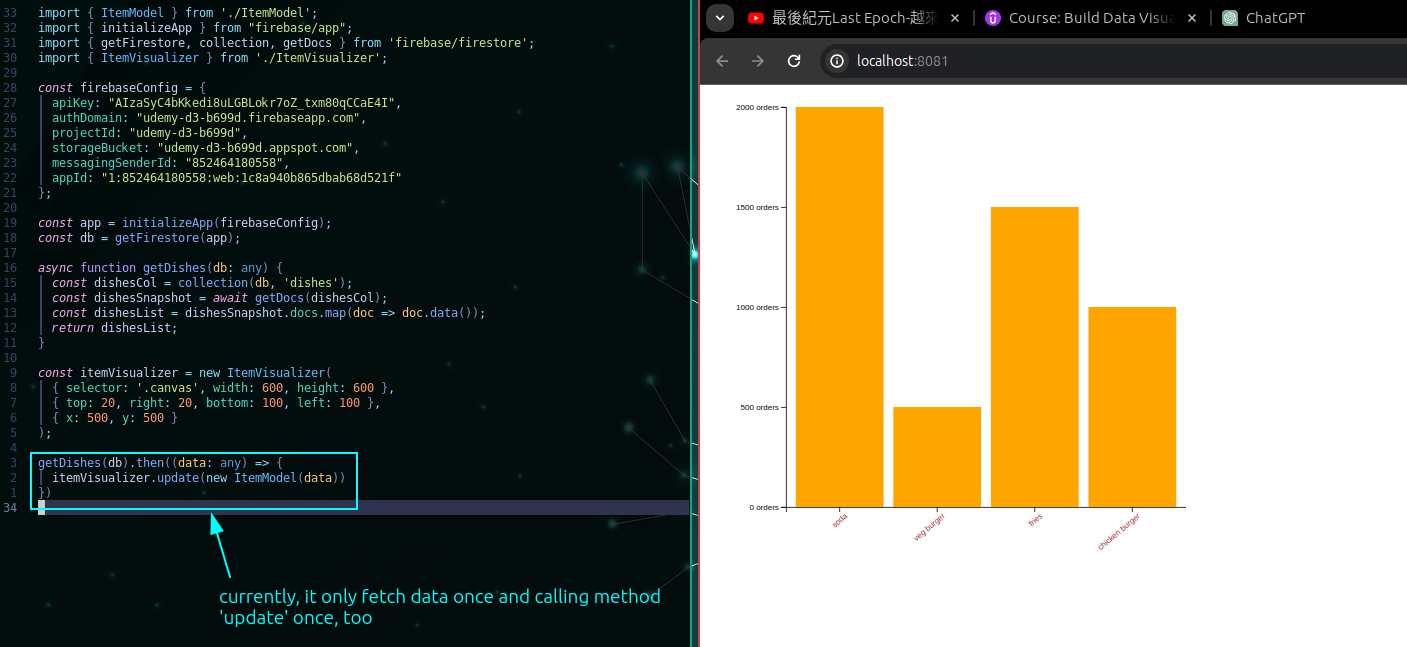 33 import { ItemModel } from './ItemModel';
32 import { initializeApp } from "firebase/app";
31 import { getFirestore, collection, getDocs } from 'firebase/firestore';
30 import { ItemVisualizer } from './ItemVisualizer';
29
28 const firebaseConfig = {
27 apiKey: "AIzaSyC4bKkedi8uLGBLokr7oZ_txm80qCCaE4I",
26 authDomain: "udemy-d3-b699d.firebaseapp.com",
25 projectId: "udemy-d3-b699d",
24 storageBucket: "udemy-d3-b699d.appspot.com",
23 messagingSenderId: "852464180558",
22 appId: "1:852464180558:web:1c8a940b865dbab68d521f"
21 };
20
19 const app = initializeApp(firebaseConfig);
18 const db = getFirestore(app);
17
16 async function getDishes(db: any) {
15 const dishesCol = collection(db, 'dishes');
14 const dishesSnapshot = await getDocs(dishesCol);
13 const dishesList = dishesSnapshot.docs.map(doc => doc.data());
12 return dishesList;
11 }
10
9 const itemVisualizer = new ItemVisualizer(
8 { selector: '.canvas', width: 600, height: 600 },
7 { top: 20, right: 20, bottom: 100, left: 100 },
6 { x: 500, y: 500 }
5 );
4
3 getDishes(db).then((data: any) => {
2 itemVisualizer.update(new ItemModel(data))
1 })
34
currently, it only fetch data once and calling method
'update' once, too
最後紀元Last Epoch-越來
Course: Build Data Visua
ChatGPT
localhost:8081
2000 orders
1500 orders
1000 orders
500 orders
0 orders
soda
veg burger
fries
chicken burger